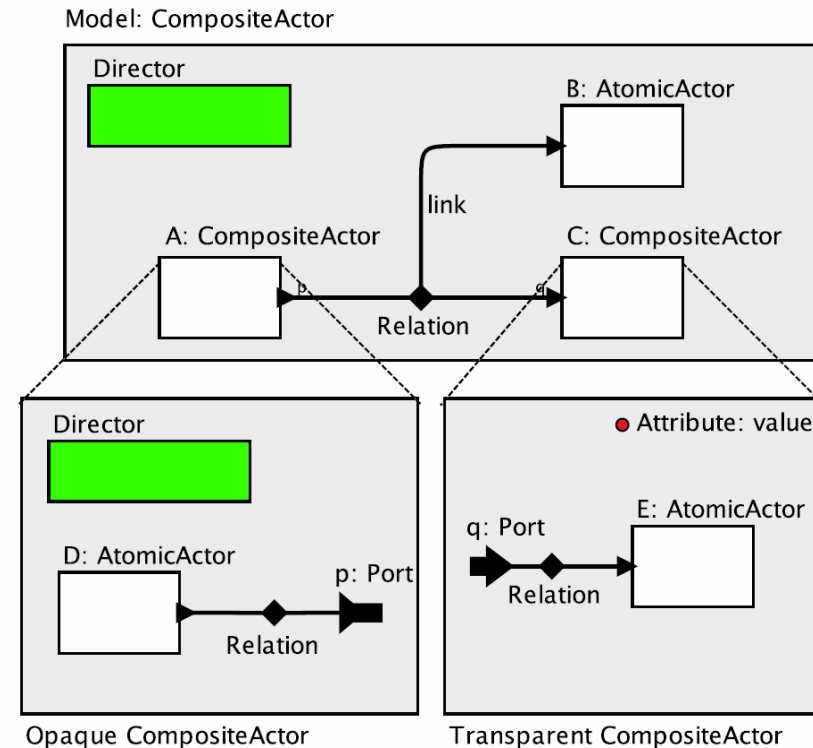 Model: CompositeActor
Director
B: AtomicActor
link
A: CompositeActor
C: CompositeActor
p
q
Relation
Director
Attribute: value
D: AtomicActor
p: Port
Relation
q: Port
E: AtomicActor
Relation
Opaque CompositeActor
Transparent CompositeActor